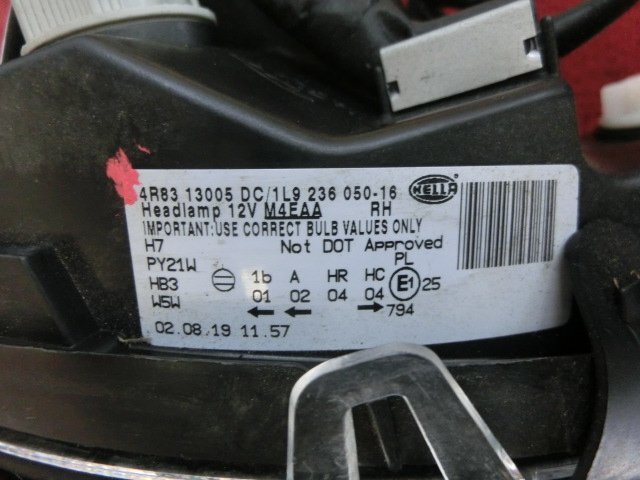 4R83 13005 DC/1L9 236 050-16 HELLA
Headlamp 12V M4EAA RH
IMPORTANT:USE CORRECT BULB VALUES ONLY
H7 Not DOT Approved
PY21W PL
HB3 1b A HR HC E1 25
W5W 01 02 04 04
← ← → 794
02.08.19 11.57